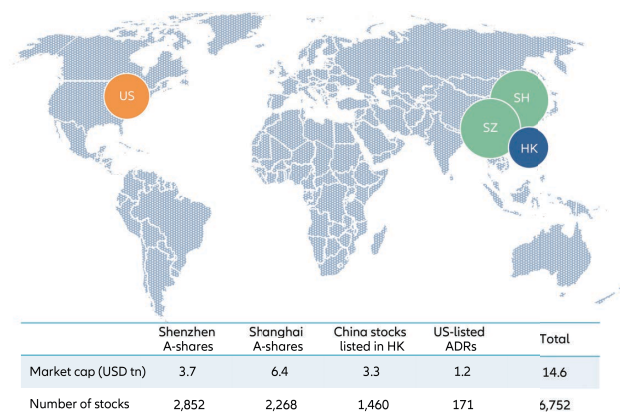 US
SH
SZ
HK
Shenzhen A-shares Shanghai A-shares China stocks listed in HK US-listed ADRs Total
Market cap (USD tn) 3.7 6.4 3.3 1.2 14.6
Number of stocks 2,852 2,268 1,460 171 6,752